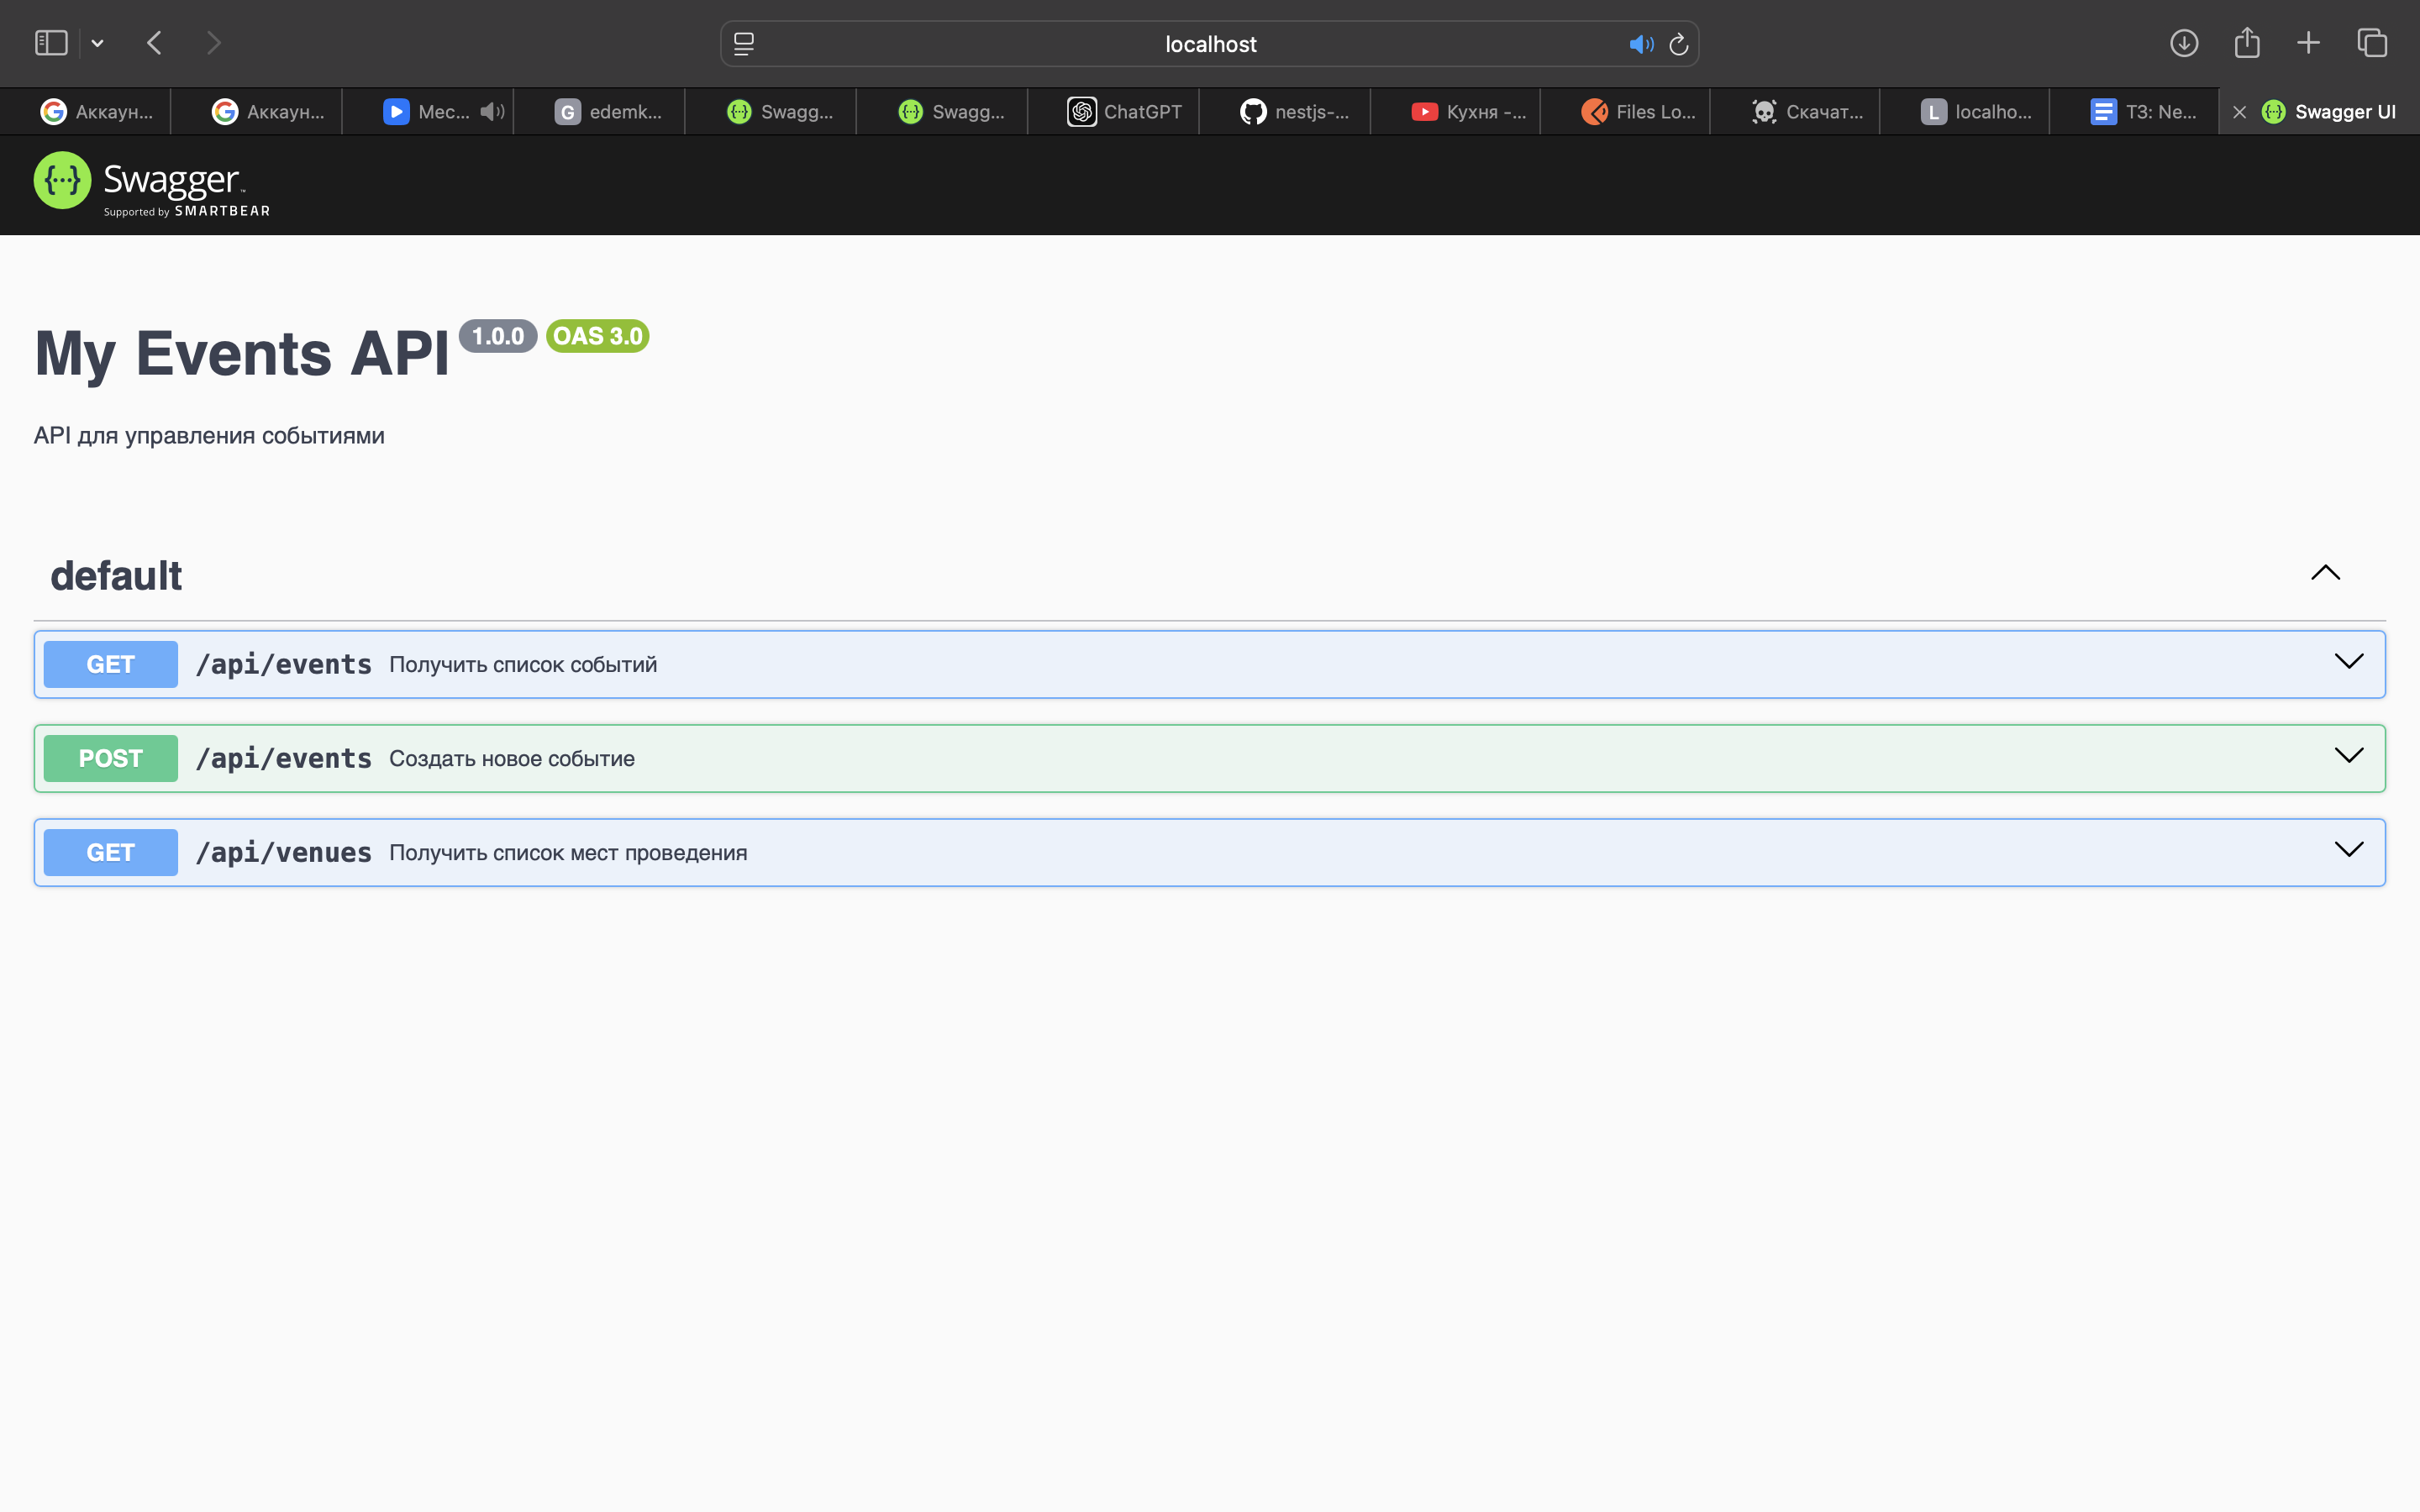 localhost
Аккаун...
Аккаун...
Мес...
G edemk...
Swagg...
Swagg...
ChatGPT
nestjs-...
Кухня -...
Files Lo...
Скачат...
L localho...
ТЗ: Ne...
Swagger UI
{···} Swagger™
Supported by SMARTBEAR
My Events API 1.0.0 OAS 3.0
API для управления событиями
default
GET /api/events Получить список событий
POST /api/events Создать новое событие
GET /api/venues Получить список мест проведения